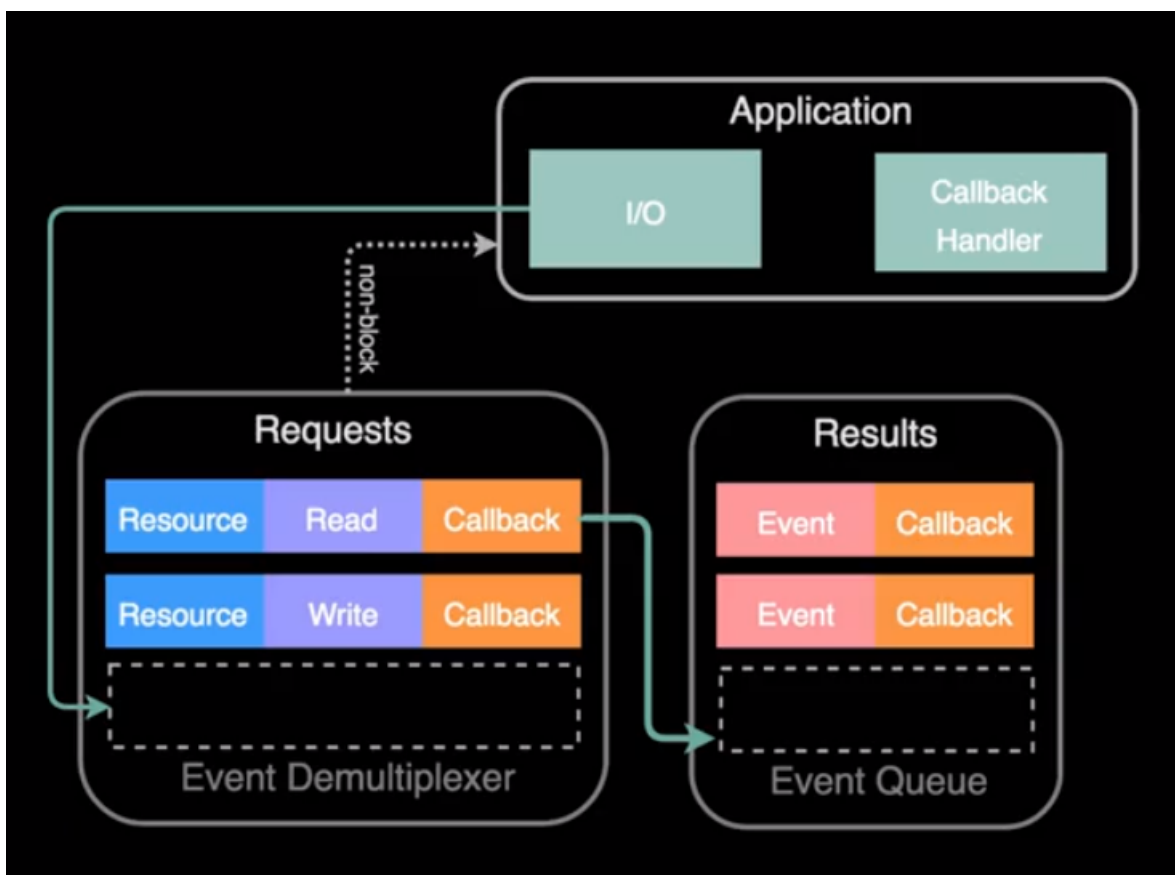 Application
I/O
Callback
Handler
non-block
Requests
Resource Read Callback
Resource Write Callback
Event Demultiplexer
Results
Event Callback
Event Callback
Event Queue